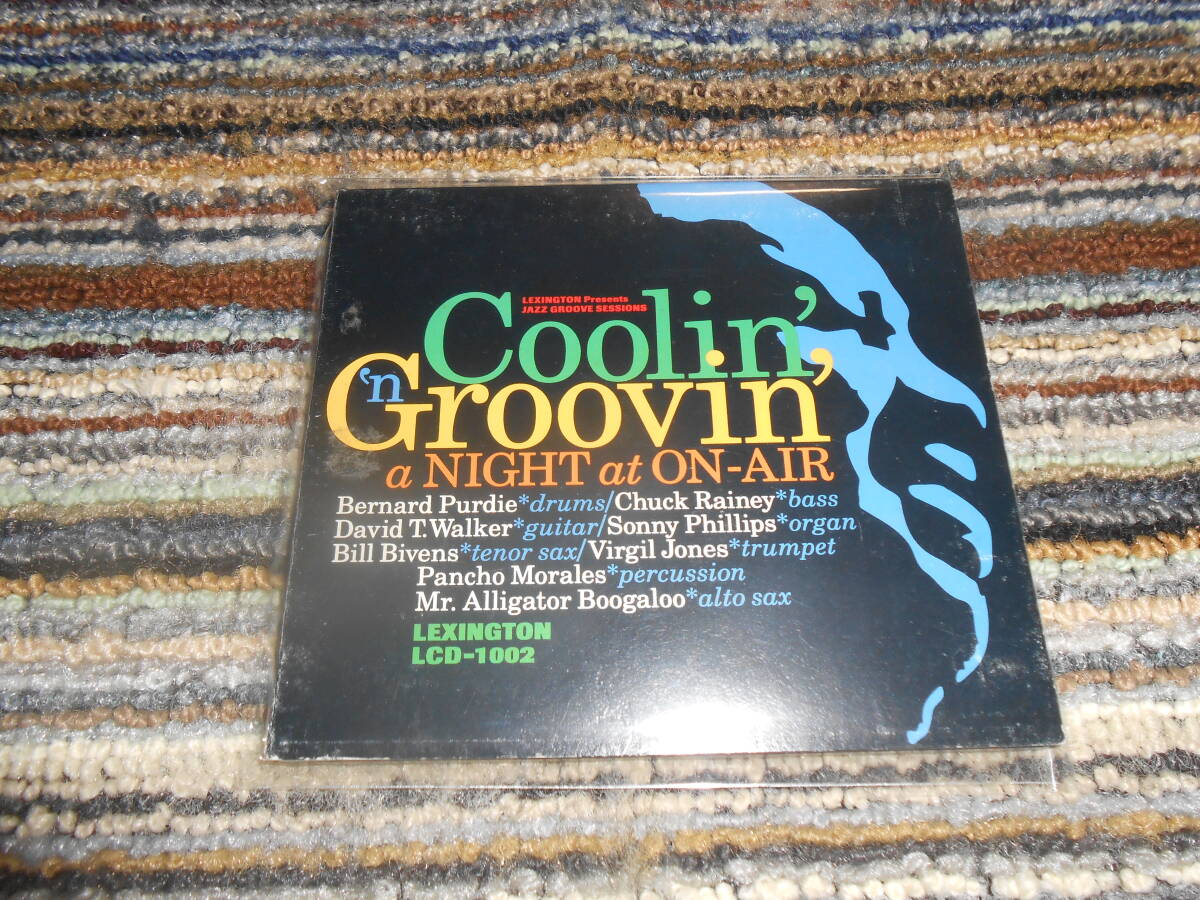 LEXINGTON Presents
JAZZ GROOVE SESSIONS
Coolin',
'n Groovin'
a NIGHT at ON-AIR
Bernard Purdie*drums/Chuck Rainey*bass
David T. Walker*guitar/Sonny Phillips*organ
Bill Bivens*tenor sax/Virgil Jones*trumpet
Pancho Morales*percussion
Mr. Alligator Boogaloo*alto sax
LEXINGTON
LCD-1002